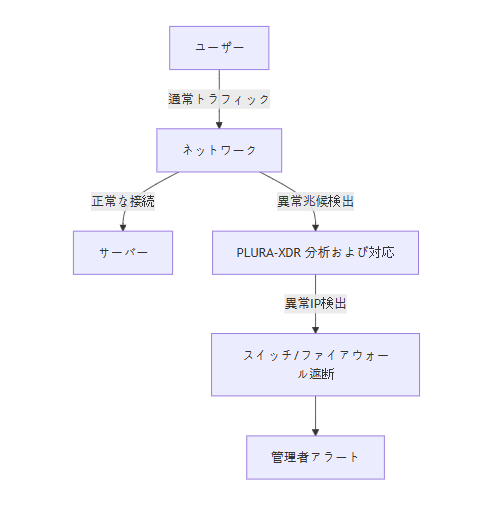 ユーザー
通常トラフィック
ネットワーク
正常な接続
異常兆候検出
サーバー
PLURA-XDR 分析および対応
異常IP検出
スイッチ/ファイアウォー
ル遮断
管理者アラート